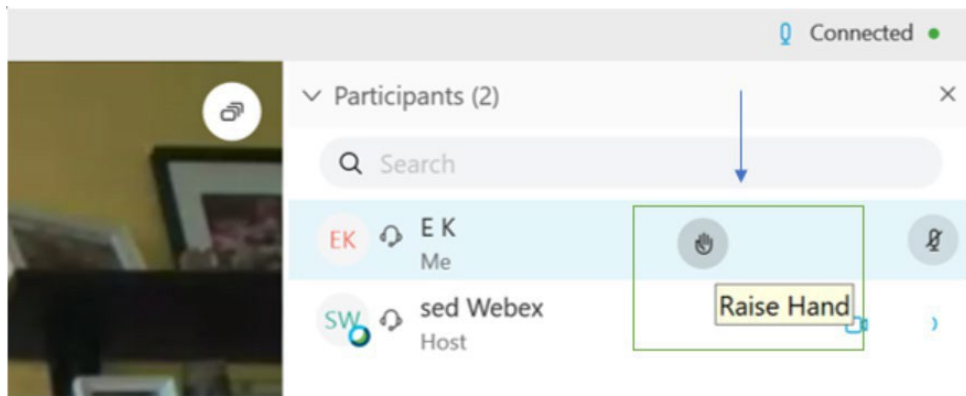 Connected
Participants (2)
Search
EK
E K
Me
Raise Hand
SW
sed Webex
Host